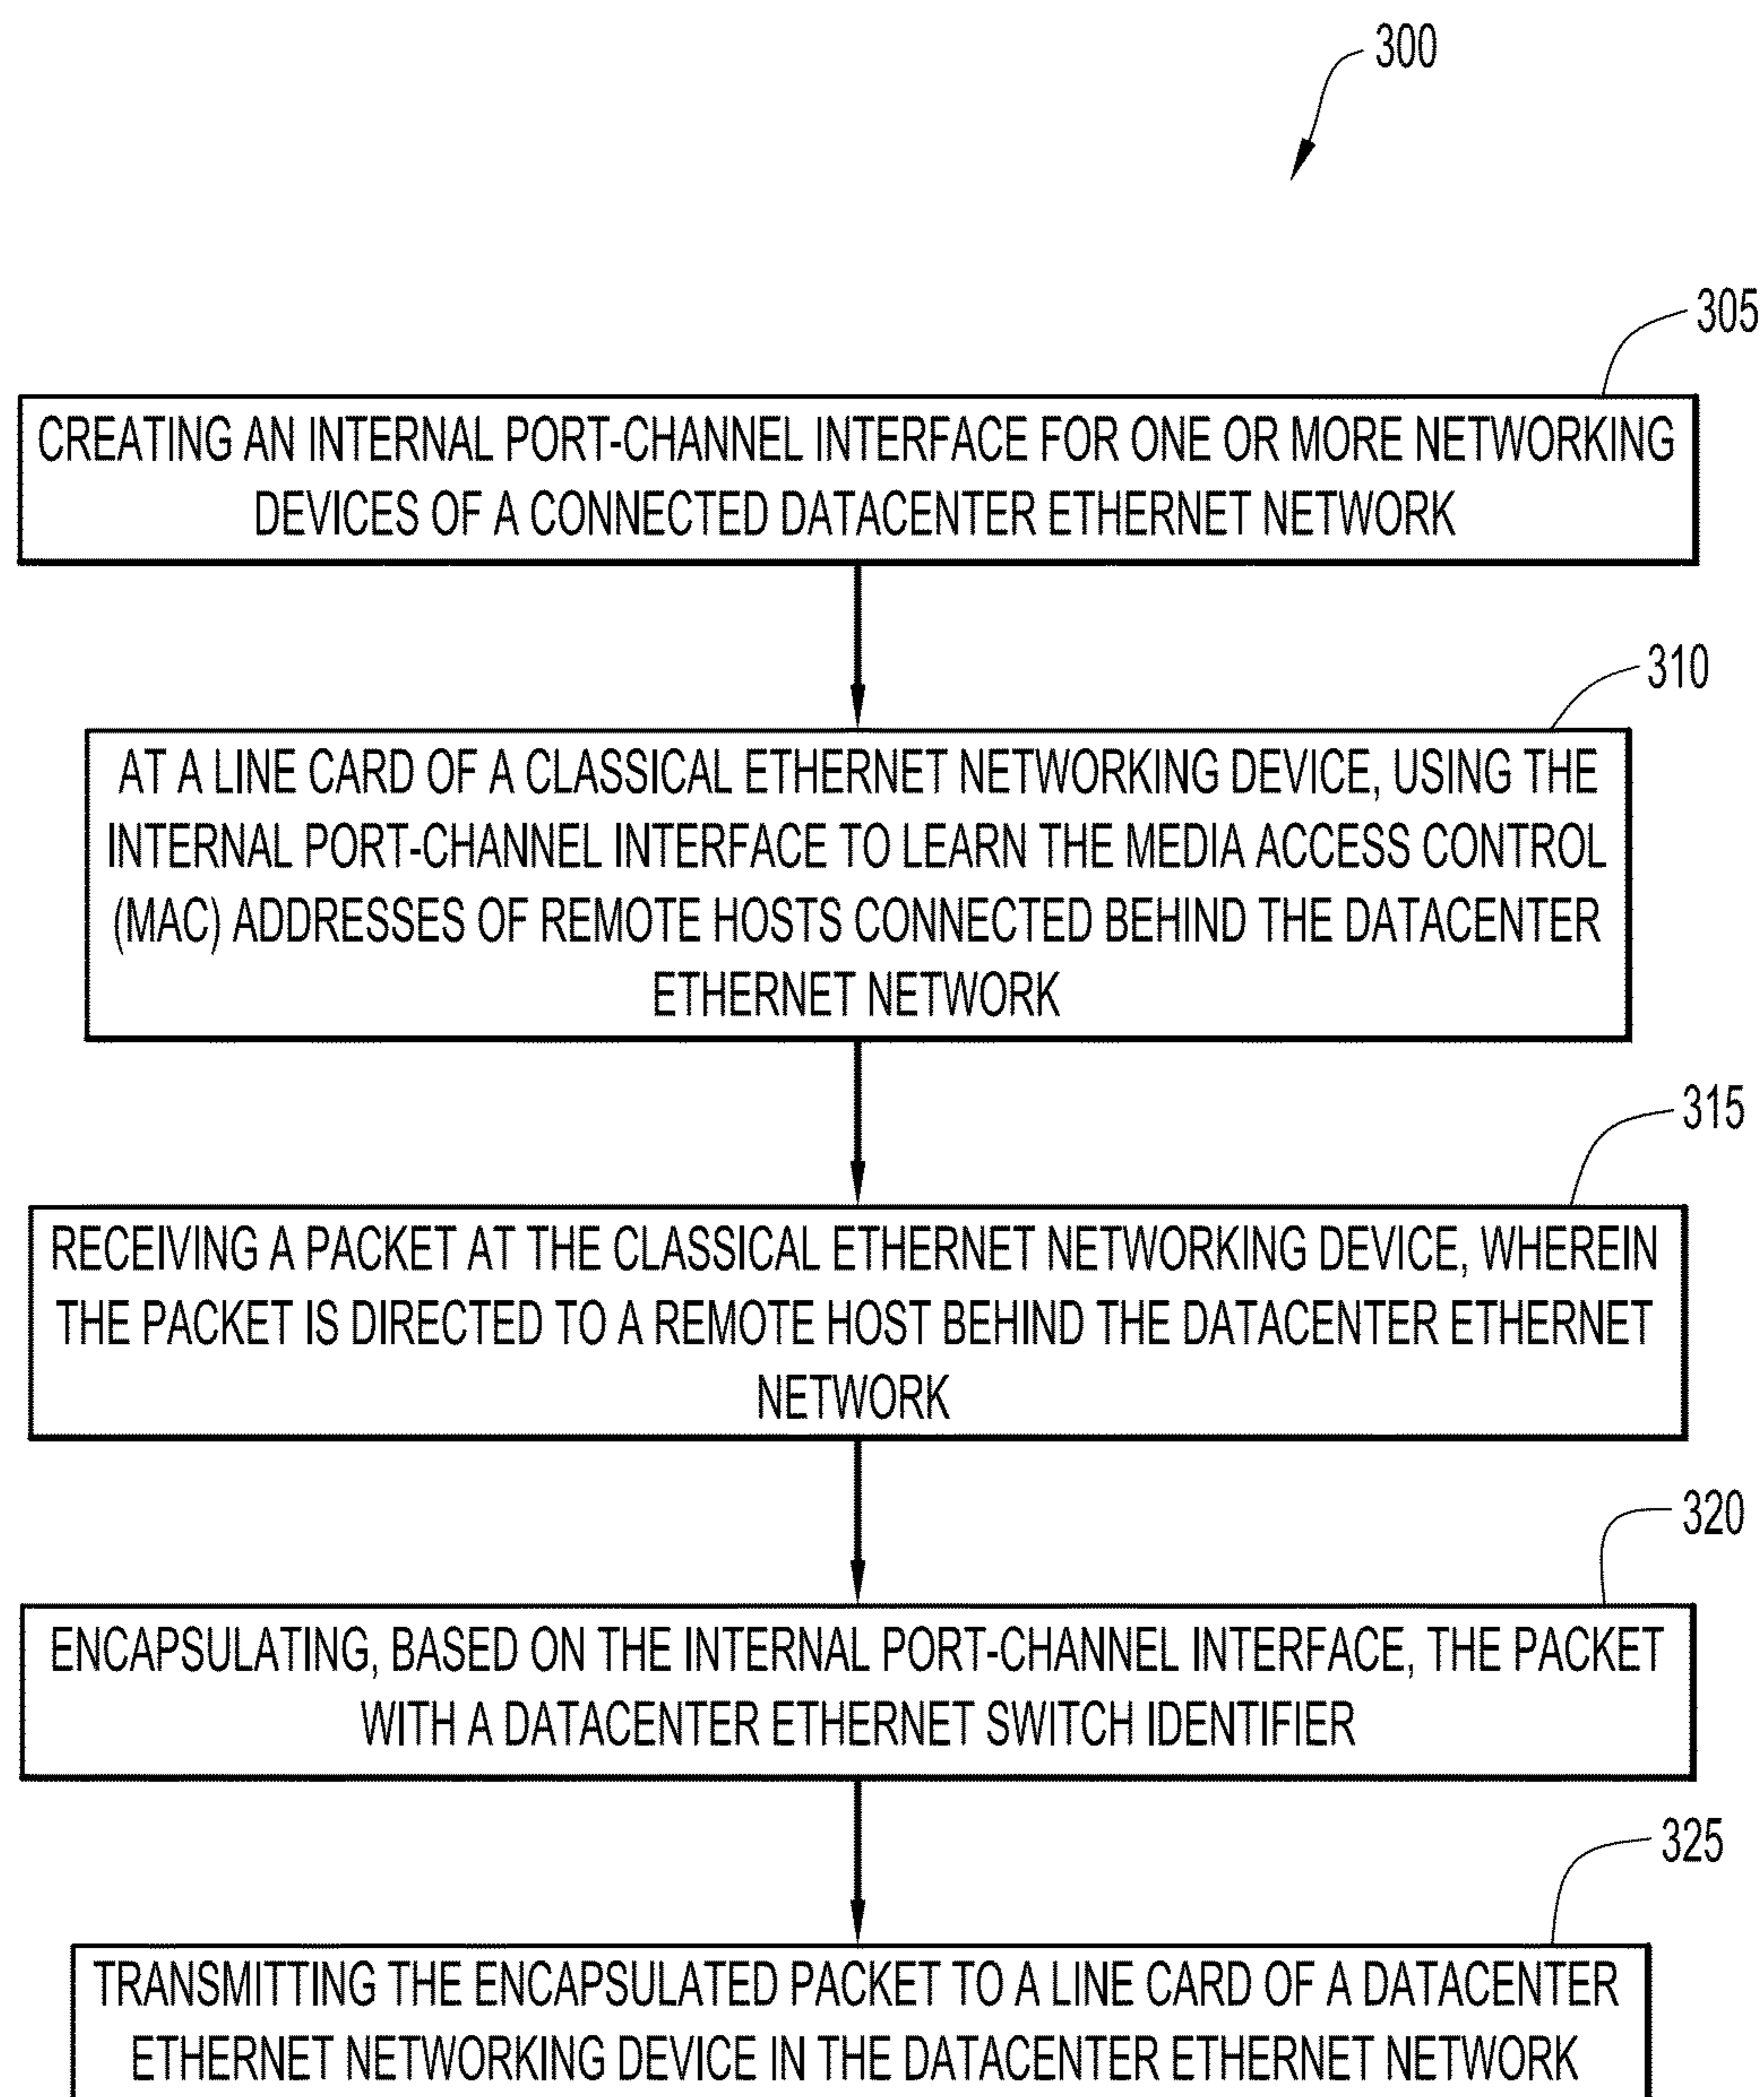 300
305
CREATING AN INTERNAL PORT-CHANNEL INTERFACE FOR ONE OR MORE NETWORKING
DEVICES OF A CONNECTED DATACENTER ETHERNET NETWORK
310
AT A LINE CARD OF A CLASSICAL ETHERNET NETWORKING DEVICE, USING THE
INTERNAL PORT-CHANNEL INTERFACE TO LEARN THE MEDIA ACCESS CONTROL
(MAC) ADDRESSES OF REMOTE HOSTS CONNECTED BEHIND THE DATACENTER
ETHERNET NETWORK
315
RECEIVING A PACKET AT THE CLASSICAL ETHERNET NETWORKING DEVICE, WHEREIN
THE PACKET IS DIRECTED TO A REMOTE HOST BEHIND THE DATACENTER ETHERNET
NETWORK
320
ENCAPSULATING, BASED ON THE INTERNAL PORT-CHANNEL INTERFACE, THE PACKET
WITH A DATACENTER ETHERNET SWITCH IDENTIFIER
325
TRANSMITTING THE ENCAPSULATED PACKET TO A LINE CARD OF A DATACENTER
ETHERNET NETWORKING DEVICE IN THE DATACENTER ETHERNET NETWORK